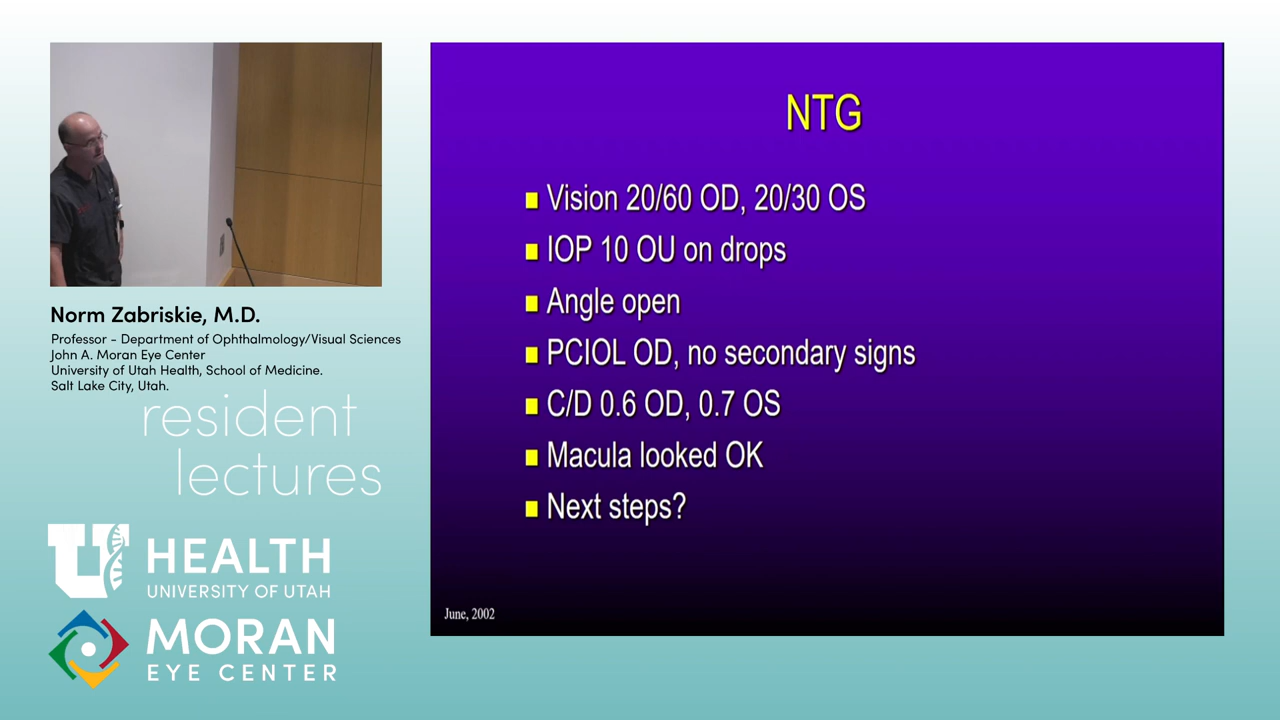 Norm Zabriskie, M.D.
Professor - Department of Ophthalmology/Visual Sciences
John A. Moran Eye Center
University of Utah Health, School of Medicine.
Salt Lake City, Utah.
resident
lectures
U HEALTH
UNIVERSITY OF UTAH
MORAN
EYE CENTER
NTG
Vision 20/60 OD, 20/30 OS
IOP 10 OU on drops
Angle open
PCIOL OD, no secondary signs
C/D 0.6 OD, 0.7 OS
Macula looked OK
Next steps?
June, 2002